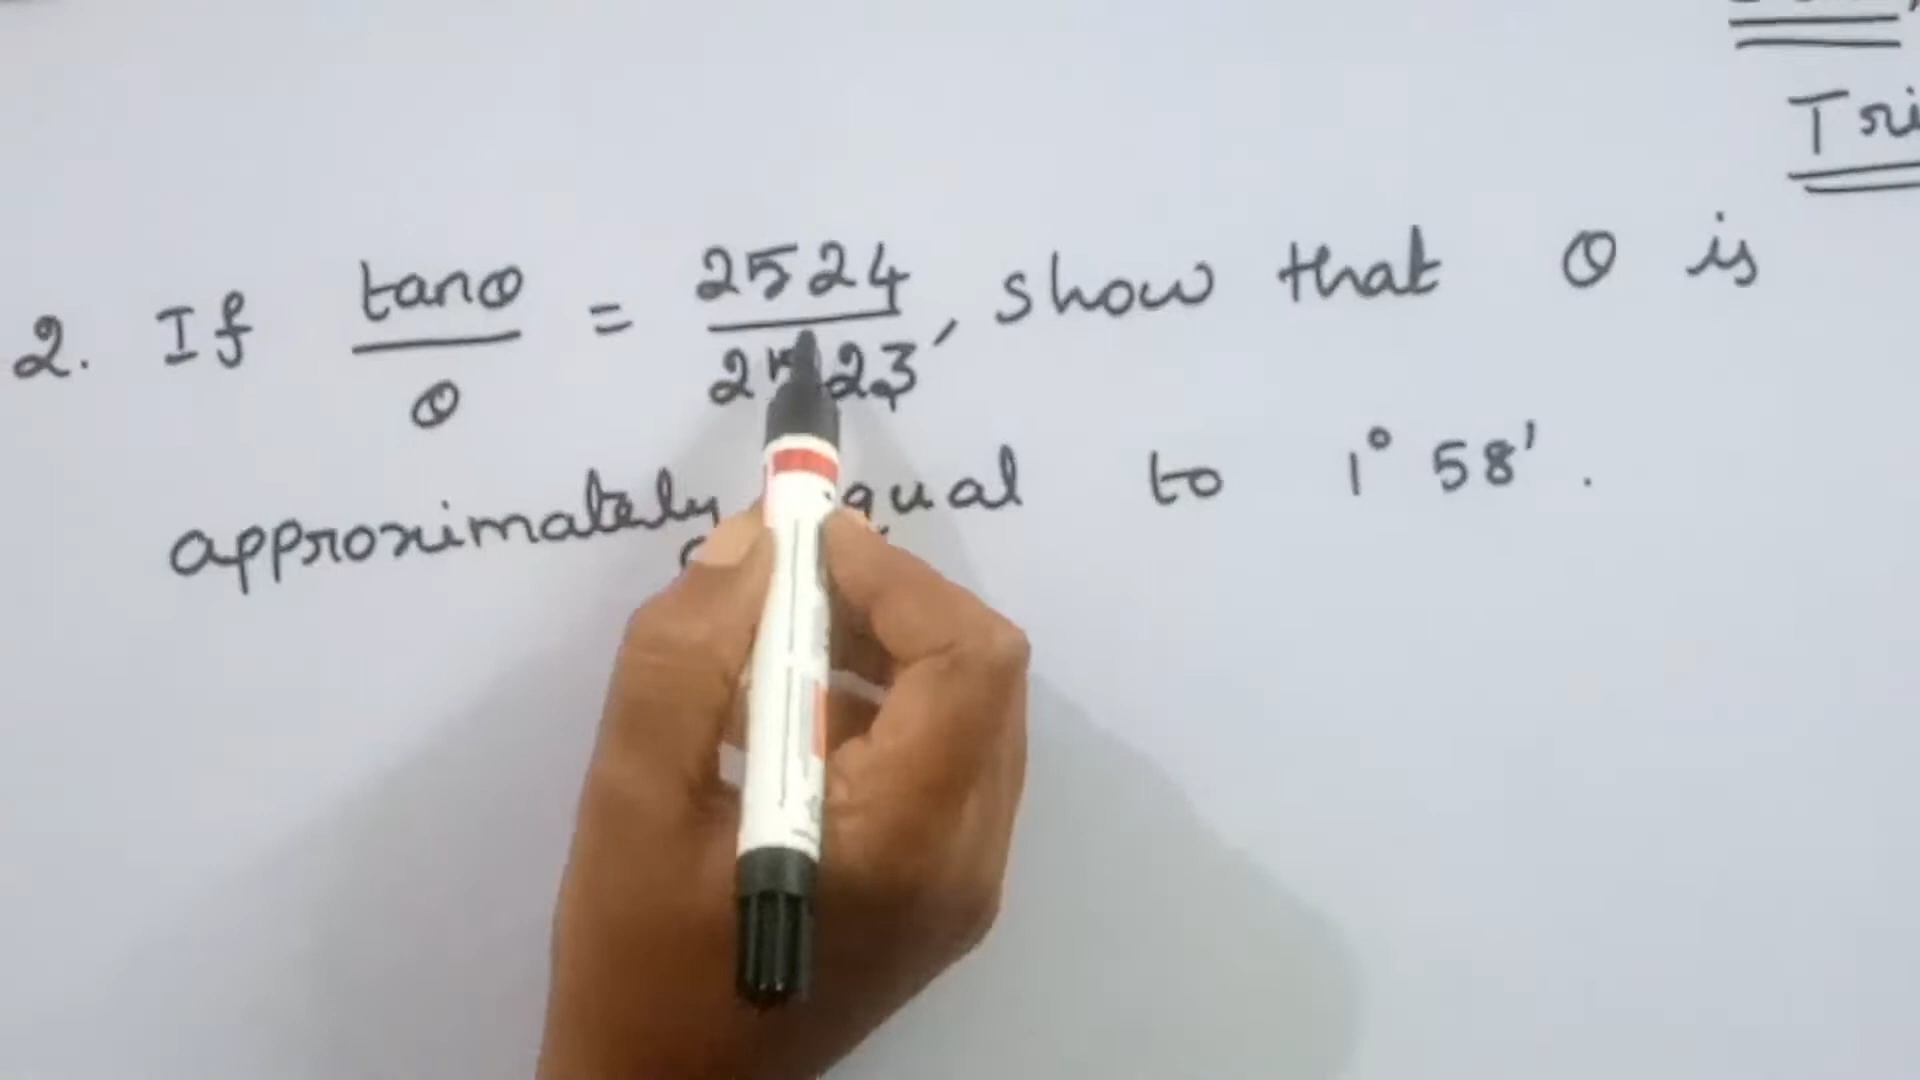 Tri
2. If tanθ/θ = 2524/2523, show that θ is
approximately equal to 1° 58'.